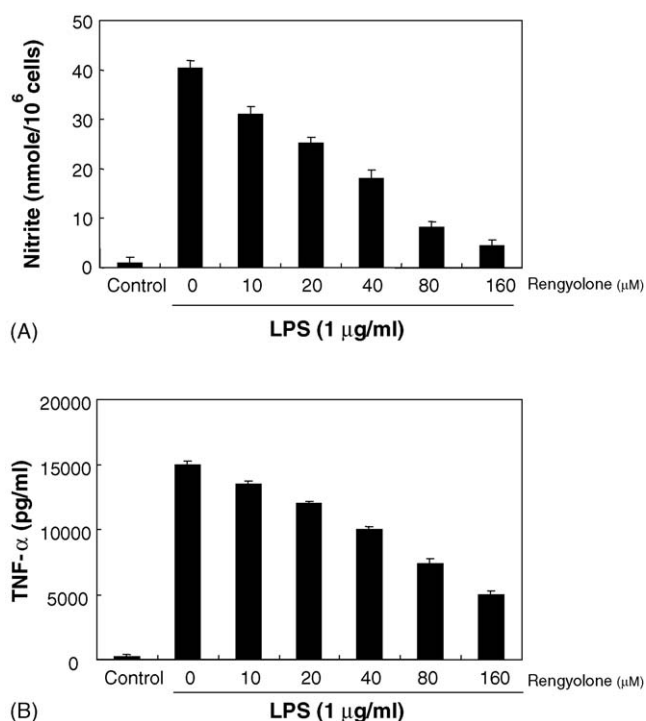 50
40
30
20
10
0
Nitrite (nmole/10⁶ cells)
Control 0 10 20 40 80 160 Rengyolone (μM)
LPS (1 μg/ml)
(A)
20000
15000
10000
5000
0
TNF-α (pg/ml)
Control 0 10 20 40 80 160 Rengyolone (μM)
LPS (1 μg/ml)
(B)